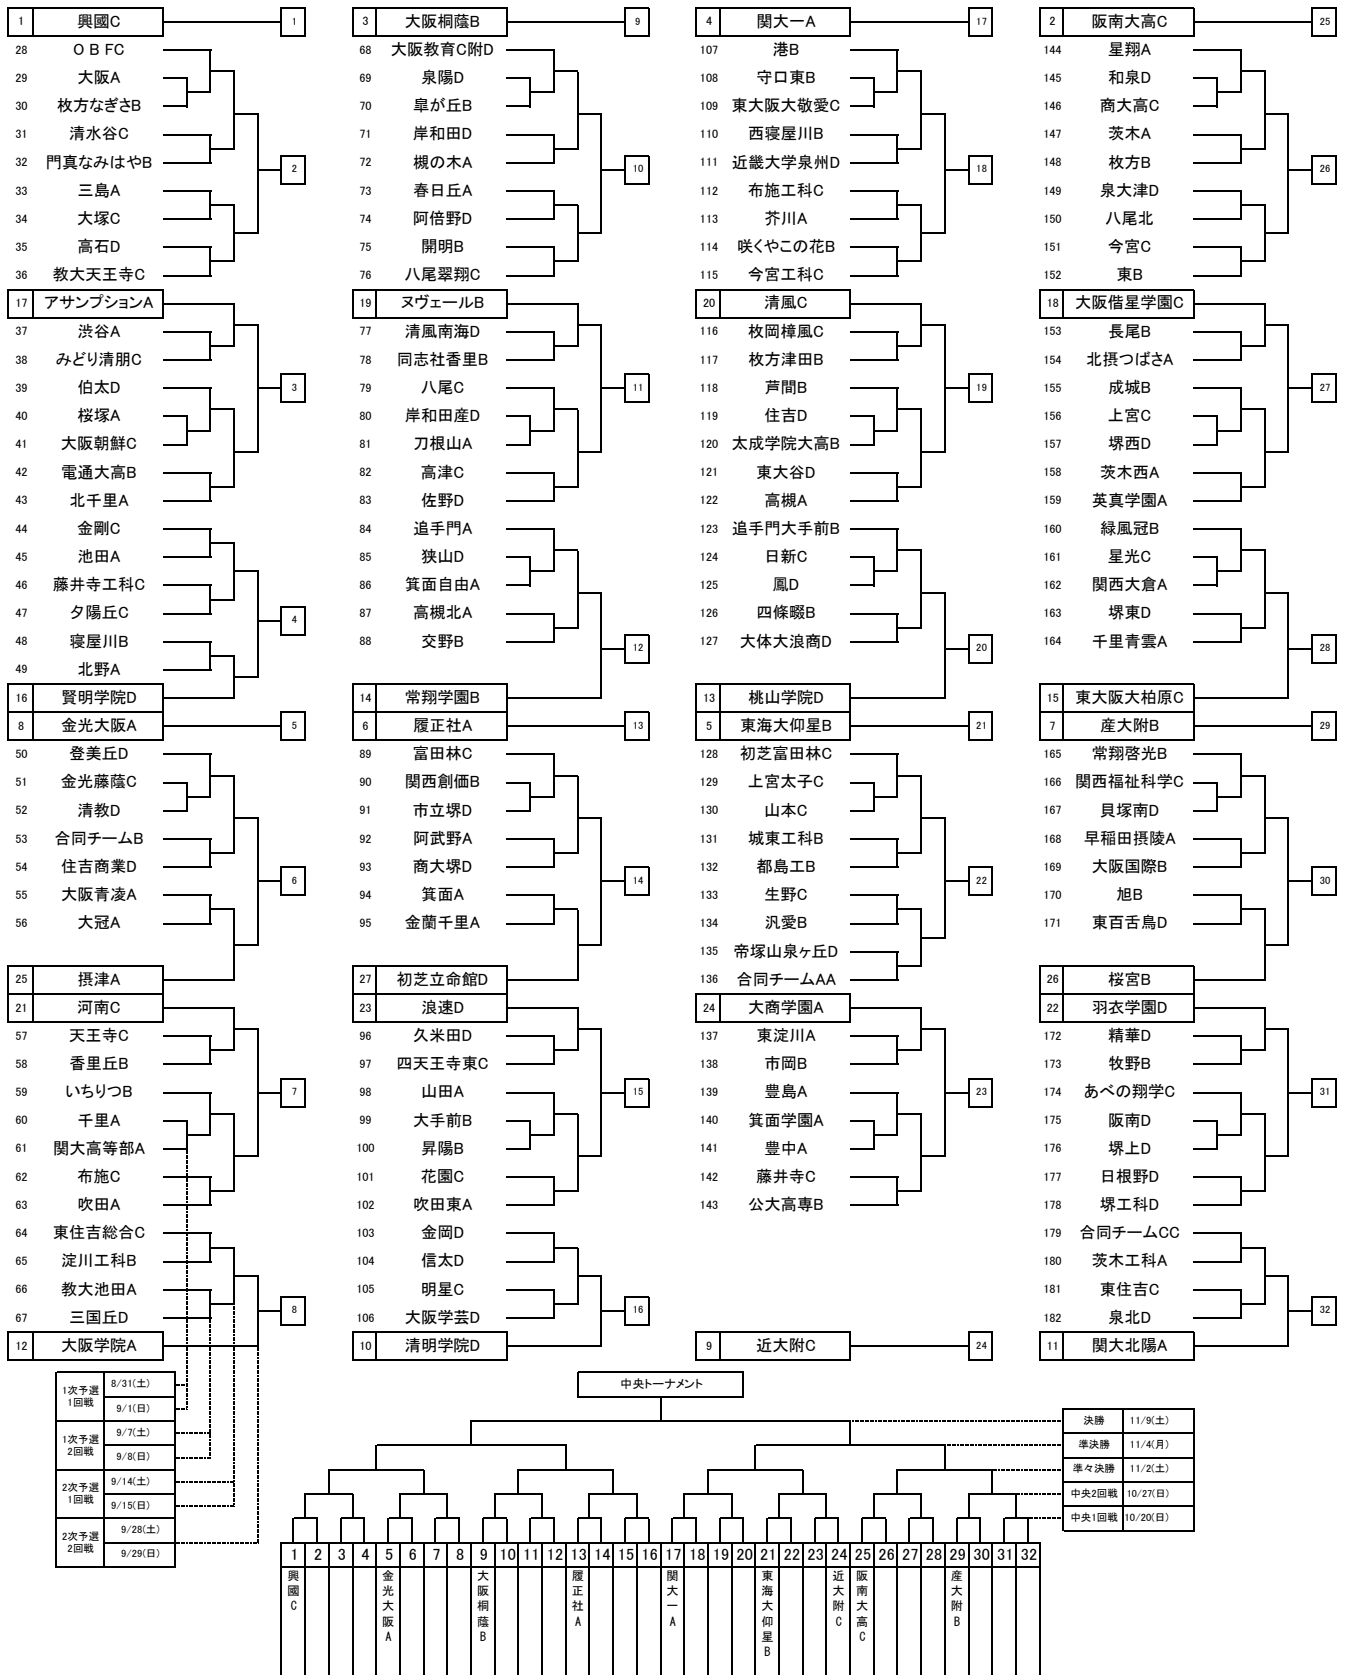 1 興國C 1
28 ＯＢFC
29 大阪A
30 枚方なぎさB
31 清水谷C
32 門真なみはやB
2
33 三島A
34 大塚C
35 高石D
36 教大天王寺C
17 アサンプションA
37 渋谷A
38 みどり清朋C
39 伯太D
3
40 桜塚A
41 大阪朝鮮C
42 電通大高B
43 北千里A
44 金剛C
45 池田A
46 藤井寺工科C
47 夕陽丘C
4
48 寝屋川B
49 北野A
16 賢明学院D
8 金光大阪A 5
50 登美丘D
51 金光藤蔭C
52 清教D
53 合同チームB
54 住吉商業D
6
55 大阪青凌A
56 大冠A
25 摂津A
21 河南C
57 天王寺C
58 香里丘B
59 いちりつB
7
60 千里A
61 関大高等部A
62 布施C
63 吹田A
64 東住吉総合C
65 淀川工科B
66 教大池田A
8
67 三国丘D
12 大阪学院A
3 大阪桐蔭B 9
68 大阪教育C附D
69 泉陽D
70 皐が丘B
71 岸和田D
72 槻の木A
10
73 春日丘A
74 阿倍野D
75 開明B
76 八尾翠翔C
19 ヌヴェールB
77 清風南海D
78 同志社香里B
79 八尾C
11
80 岸和田産D
81 刀根山A
82 高津C
83 佐野D
84 追手門A
85 狭山D
86 箕面自由A
87 高槻北A
88 交野B
12
14 常翔学園B
6 履正社A 13
89 富田林C
90 関西創価B
91 市立堺D
92 阿武野A
93 商大堺D
14
94 箕面A
95 金蘭千里A
27 初芝立命館D
23 浪速D
96 久米田D
97 四天王寺東C
98 山田A
15
99 大手前B
100 昇陽B
101 花園C
102 吹田東A
103 金岡D
104 信太D
105 明星C
16
106 大阪学芸D
10 清明学院D
4 関大一A 17
107 港B
108 守口東B
109 東大阪大敬愛C
110 西寝屋川B
111 近畿大学泉州D
18
112 布施工科C
113 芥川A
114 咲くやこの花B
115 今宮工科C
20 清風C
116 枚岡樟風C
117 枚方津田B
118 芦間B
19
119 住吉D
120 太成学院大高B
121 東大谷D
122 高槻A
123 追手門大手前B
124 日新C
125 鳳D
126 四條畷B
127 大体大浪商D
20
13 桃山学院D
5 東海大仰星B 21
128 初芝富田林C
129 上宮太子C
130 山本C
131 城東工科B
132 都島工B
22
133 生野C
134 汎愛B
135 帝塚山泉ヶ丘D
136 合同チームAA
24 大商学園A
137 東淀川A
138 市岡B
139 豊島A
23
140 箕面学園A
141 豊中A
142 藤井寺C
143 公大高専B
9 近大附C 24
2 阪南大高C 25
144 星翔A
145 和泉D
146 商大高C
147 茨木A
148 枚方B
26
149 泉大津D
150 八尾北
151 今宮C
152 東B
18 大阪偕星学園C
153 長尾B
154 北摂つばさA
155 成城B
27
156 上宮C
157 堺西D
158 茨木西A
159 英真学園A
160 緑風冠B
161 星光C
162 関西大倉A
163 堺東D
164 千里青雲A
28
15 東大阪大柏原C
7 産大附B 29
165 常翔啓光B
166 関西福祉科学C
167 貝塚南D
168 早稲田摂陵A
169 大阪国際B
30
170 旭B
171 東百舌鳥D
26 桜宮B
22 羽衣学園D
172 精華D
173 牧野B
174 あべの翔学C
31
175 阪南D
176 堺上D
177 日根野D
178 堺工科D
179 合同チームCC
180 茨木工科A
181 東住吉C
32
182 泉北D
11 関大北陽A
1次予選
1回戦
8/31(土)
9/1(日)
1次予選
2回戦
9/7(土)
9/8(日)
2次予選
1回戦
9/14(土)
9/15(日)
2次予選
2回戦
9/28(土)
9/29(日)
中央トーナメント
決勝 11/9(土)
準決勝 11/4(月)
準々決勝 11/2(土)
中央2回戦 10/27(日)
中央1回戦 10/20(日)
1 2 3 4 5 6 7 8 9 10 11 12 13 14 15 16 17 18 19 20 21 22 23 24 25 26 27 28 29 30 31 32
興國C
金光大阪A
大阪桐蔭B
履正社A
関大一A
東海大仰星B
近大附C
阪南大高C
産大附B